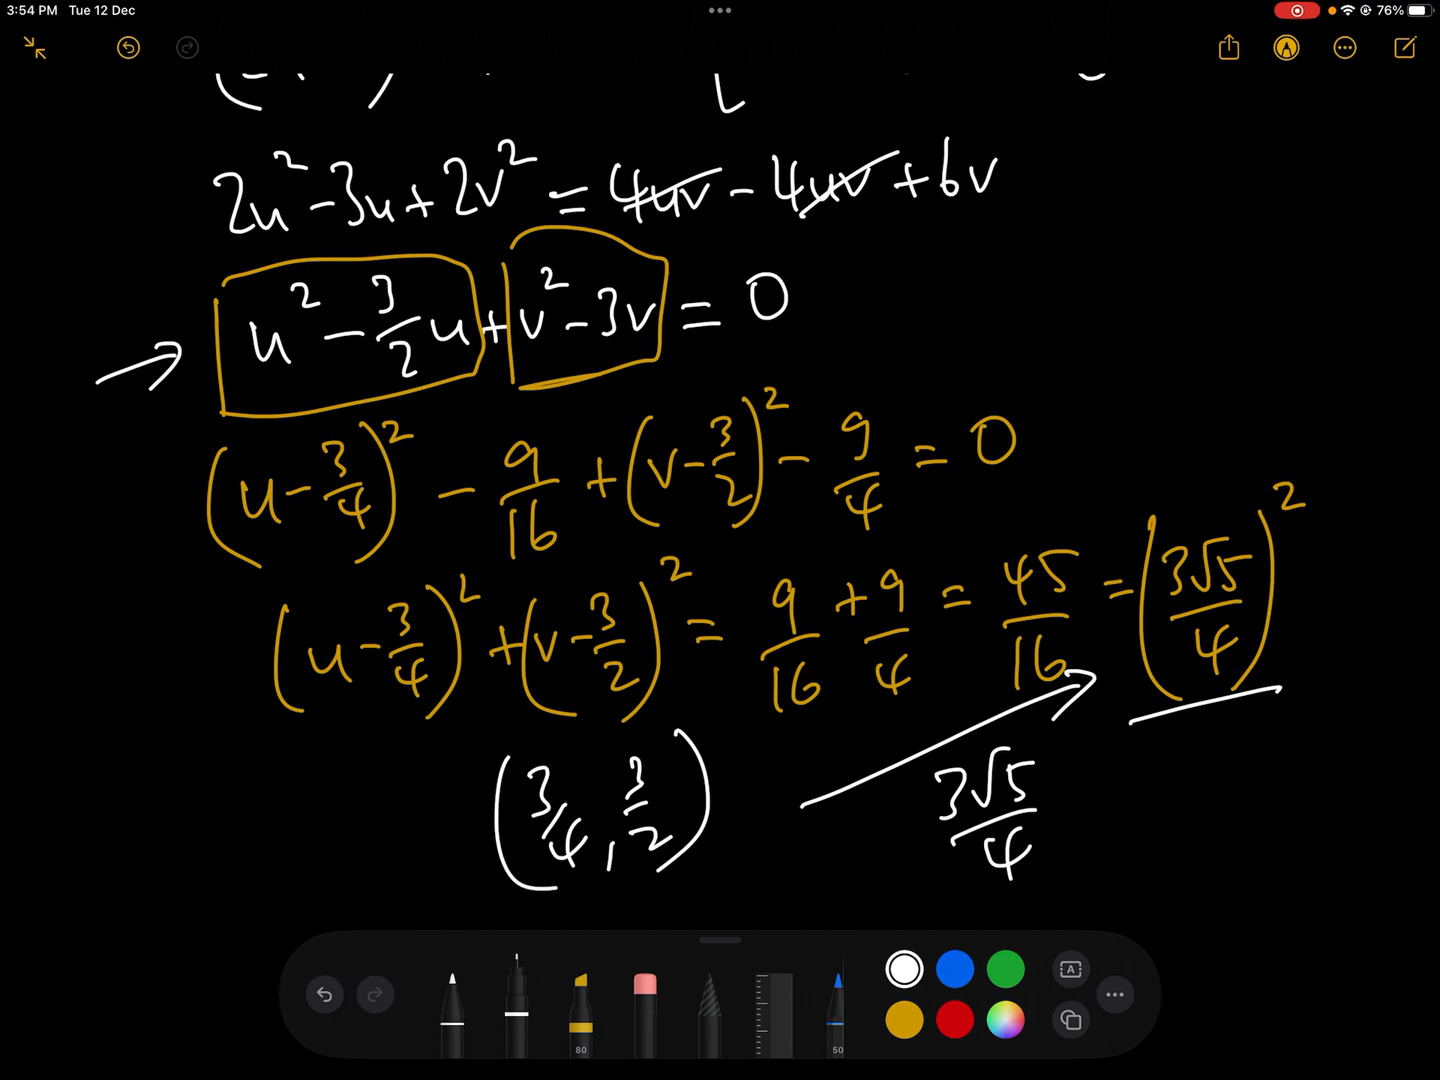 3:54 PM Tue 12 Dec
76%
2u² - 3u + 2v² = 4uv - 4uv + 6v
u² - 3/2 u + v² - 3v = 0
(u - 3/4)² - 9/16 + (v - 3/2)² - 9/4 = 0
(u - 3/4)² + (v - 3/2)² = 9/16 + 9/4 = 45/16 = (3√5/4)²
(3/4, 3/2)
3√5/4
80
50
A